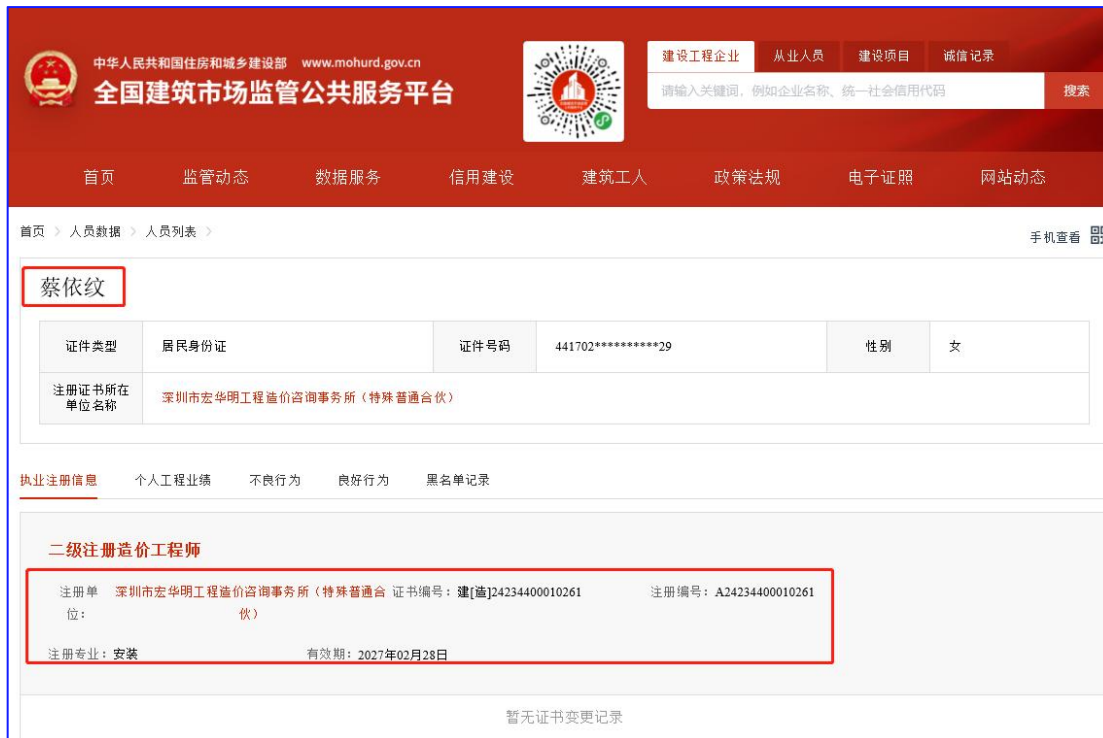 中华人民共和国住房和城乡建设部 www.mohurd.gov.cn
全国建筑市场监管公共服务平台
建设工程企业 从业人员 建设项目 诚信记录
请输入关键词，例如企业名称、统一社会信用代码 搜索
首页 监管动态 数据服务 信用建设 建筑工人 政策法规 电子证照 网站动态
首页 > 人员数据 > 人员列表 >
手机查看
蔡依纹
证件类型 居民身份证 证件号码 441702**********29 性别 女
注册证书所在
单位名称
深圳市宏华明工程造价咨询事务所（特殊普通合伙）
执业注册信息 个人工程业绩 不良行为 良好行为 黑名单记录
二级注册造价工程师
注册单 深圳市宏华明工程造价咨询事务所（特殊普通合 证书编号：建[造]24234400010261 注册编号：A24234400010261
位： 伙）
注册专业：安装 有效期：2027年02月28日
暂无证书变更记录